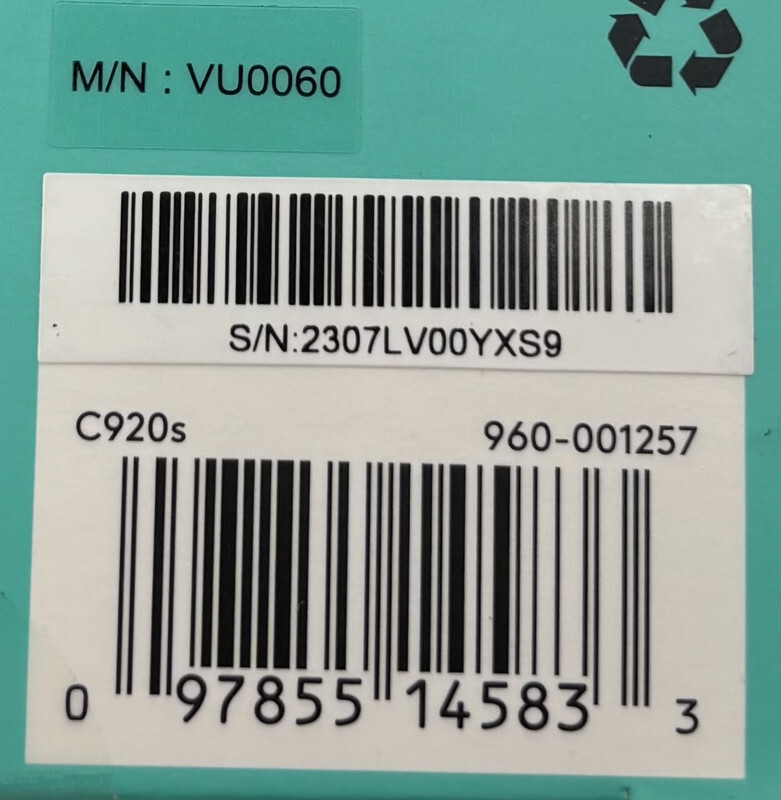 M/N : VU0060
S/N:2307LV00YXS9
C920s 960-001257
0 97855 14583 3